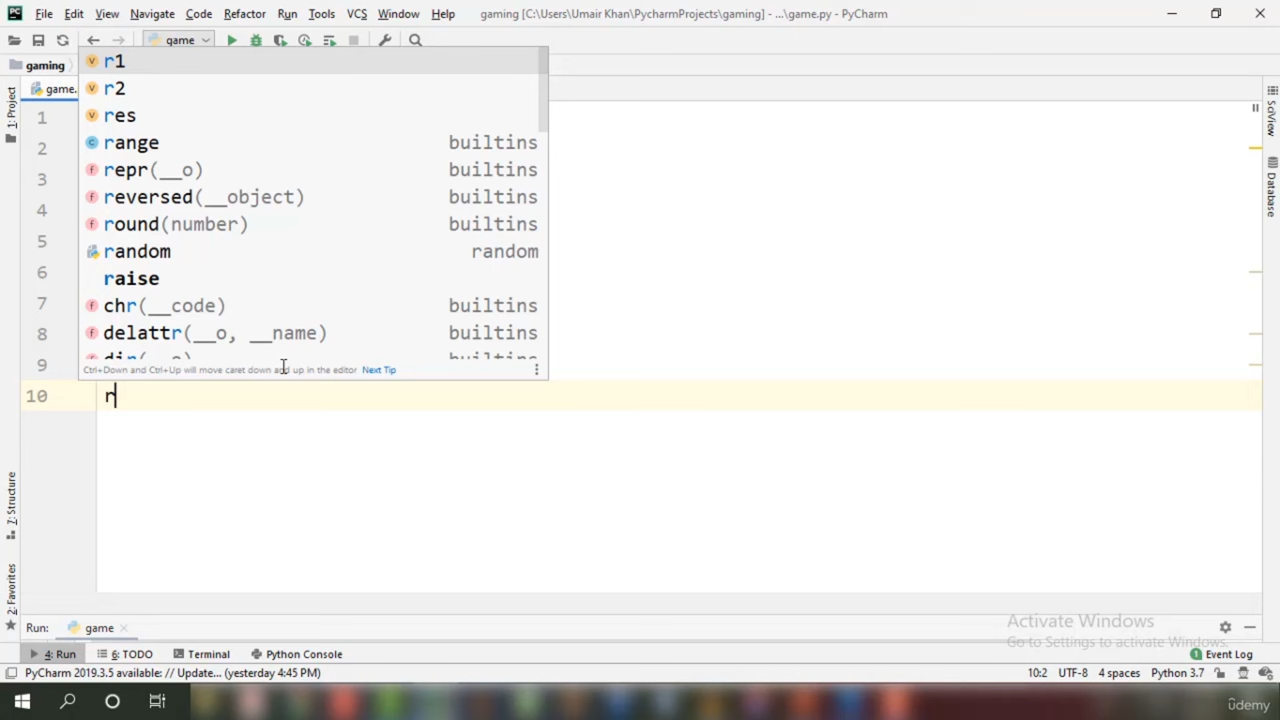 File Edit View Navigate Code Refactor Run Tools VCS Window Help gaming [C:\Users\Umair Khan\PycharmProjects\gaming] - ...\game.py - PyCharm
game
gaming
game.
r1
r2
res
range builtins
repr(__o) builtins
reversed(__object) builtins
round(number) builtins
random random
raise
chr(__code) builtins
delattr(__o, __name) builtins
Ctrl+Down and Ctrl+Up will move caret down and up in the editor Next Tip
1
2
3
4
5
6
7
8
9
10 r
1: Project
7: Structure
2: Favorites
SciView
Database
Activate Windows
Go to Settings to activate Windows.
Run: game
4: Run 6: TODO Terminal Python Console 1 Event Log
PyCharm 2019.3.5 available: // Update... (yesterday 4:45 PM) 10:2 UTF-8 4 spaces Python 3.7
ûdemy